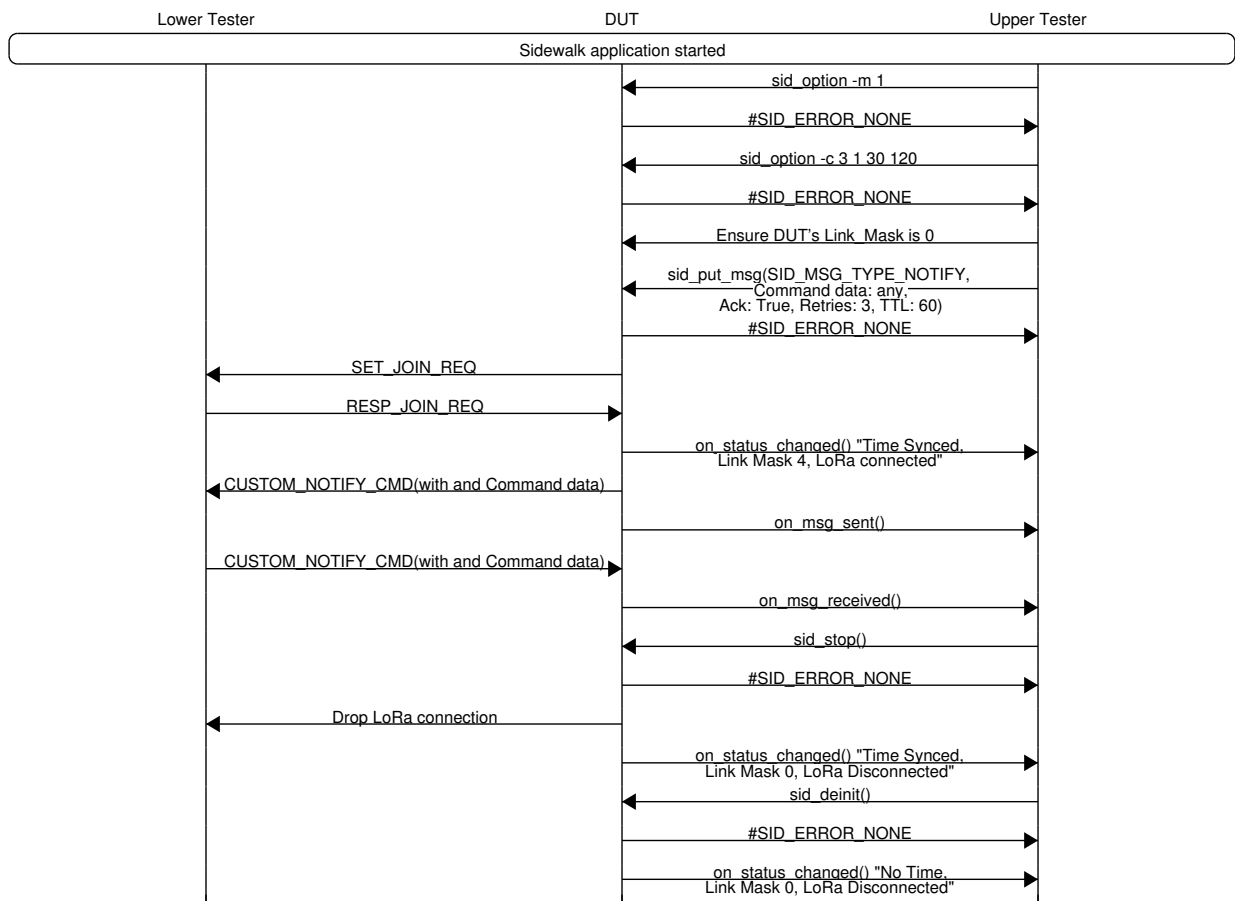 Lower Tester
DUT
Upper Tester
Sidewalk application started
sid_option -m 1
#SID_ERROR_NONE
sid_option -c 3 1 30 120
#SID_ERROR_NONE
Ensure DUT's Link_Mask is 0
sid_put_msg(SID_MSG_TYPE_NOTIFY,
Command data: any,
Ack: True, Retries: 3, TTL: 60)
#SID_ERROR_NONE
SET_JOIN_REQ
RESP_JOIN_REQ
on_status_changed() "Time Synced,
Link Mask 4, LoRa connected"
CUSTOM_NOTIFY_CMD(with and Command data)
on_msg_sent()
CUSTOM_NOTIFY_CMD(with and Command data)
on_msg_received()
sid_stop()
#SID_ERROR_NONE
Drop LoRa connection
on_status_changed() "Time Synced,
Link Mask 0, LoRa Disconnected"
sid_deinit()
#SID_ERROR_NONE
on_status_changed() "No Time,
Link Mask 0, LoRa Disconnected"